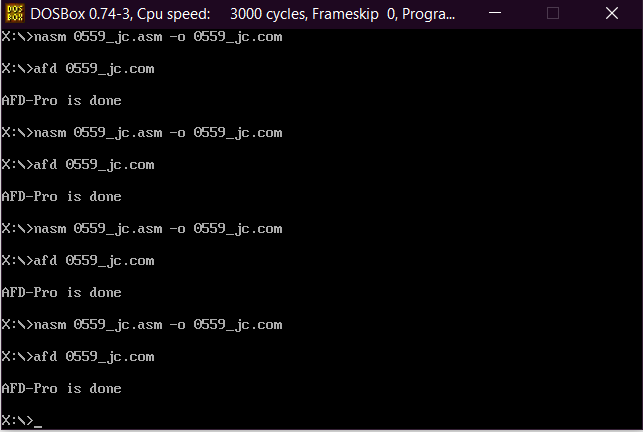 DOS BOX DOSBox 0.74-3, Cpu speed: 3000 cycles, Frameskip 0, Progra...
X:\>nasm 0559_jc.asm -o 0559_jc.com
X:\>afd 0559_jc.com
AFD-Pro is done
X:\>nasm 0559_jc.asm -o 0559_jc.com
X:\>afd 0559_jc.com
AFD-Pro is done
X:\>nasm 0559_jc.asm -o 0559_jc.com
X:\>afd 0559_jc.com
AFD-Pro is done
X:\>nasm 0559_jc.asm -o 0559_jc.com
X:\>afd 0559_jc.com
AFD-Pro is done
X:\>_